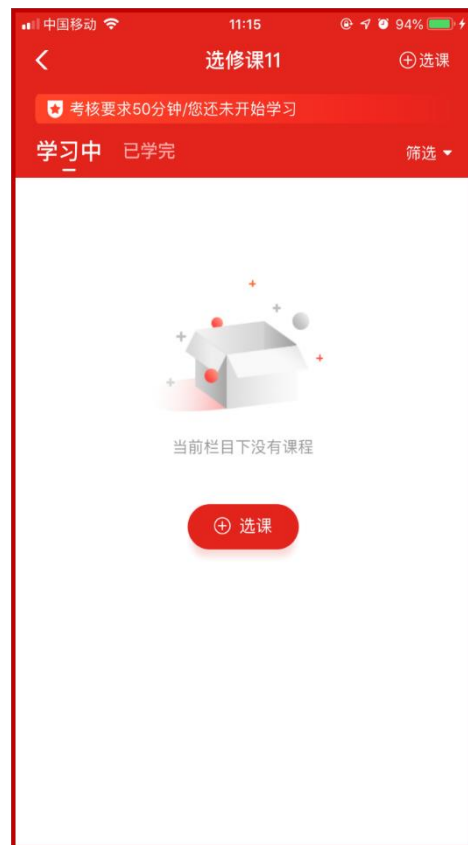 中国移动 11:15 94%
选修课11 选课
考核要求50分钟/您还未开始学习
学习中 已学完 筛选
当前栏目下没有课程
选课